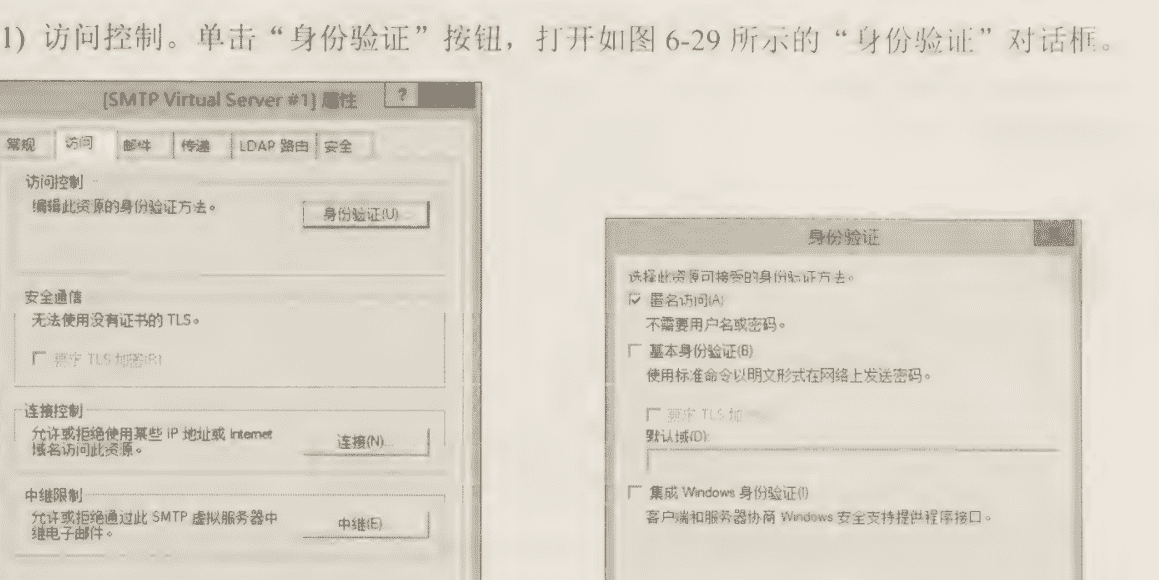 1) 访问控制。单击“身份验证”按钮，打开如图 6-29 所示的“身份验证”对话框。
[SMTP Virtual Server #1] 属性 ?
常规 访问 邮件 传递 LDAP 路由 安全
访问控制
编辑此资源的身份验证方法。
身份验证(U)
安全通信
无法使用没有证书的 TLS。
要求 TLS 加密(R)
连接控制
允许或拒绝使用某些 IP 地址或 Internet
域名访问此资源。
连接(N)...
中继限制
允许或拒绝通过此 SMTP 虚拟服务器中
继电子邮件。
中继(E)
身份验证
选择此资源可接受的身份验证方法。
匿名访问(A)
不需要用户名或密码。
基本身份验证(B)
使用标准命令以明文形式在网络上发送密码。
要求 TLS 加
默认域(D):
集成 Windows 身份验证(I)
客户端和服务器协商 Windows 安全支持提供程序接口。